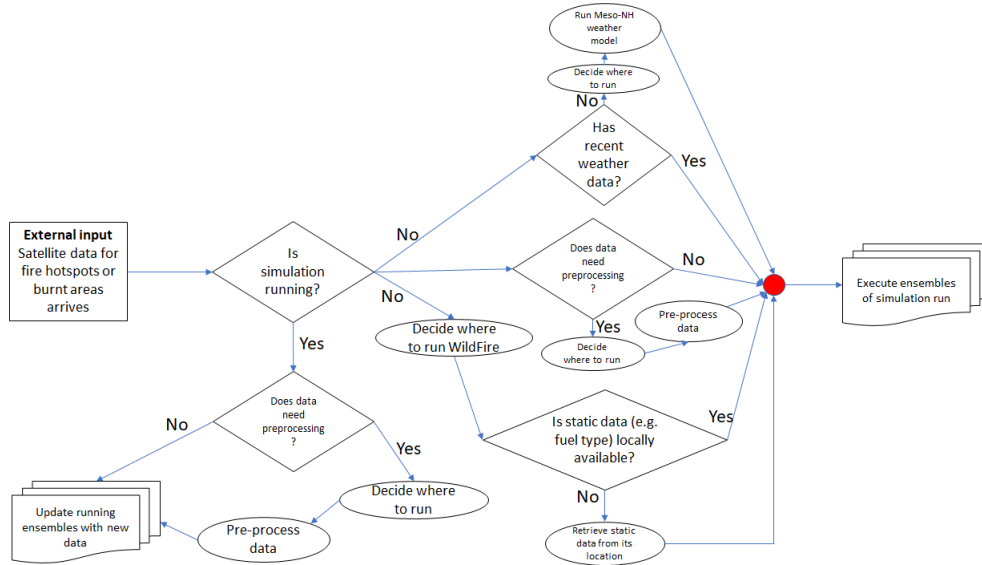 Run Meso-NH
weather
model
Decide where
to run
No
Has
recent
weather
data?
Yes
External input
Satellite data for
fire hotspots or
burnt areas
arrives
Is
simulation
running?
No
No
Yes
Does data
need
preprocessing
?
No
Yes
Decide
where to run
Pre-process
data
Execute ensembles
of simulation run
Decide where
to run WildFire
Is static data (e.g.
fuel type) locally
available?
Yes
No
Retrieve static
data from its
location
Does data
need
preprocessing
?
No
Yes
Decide where
to run
Pre-process
data
Update running
ensembles with new
data